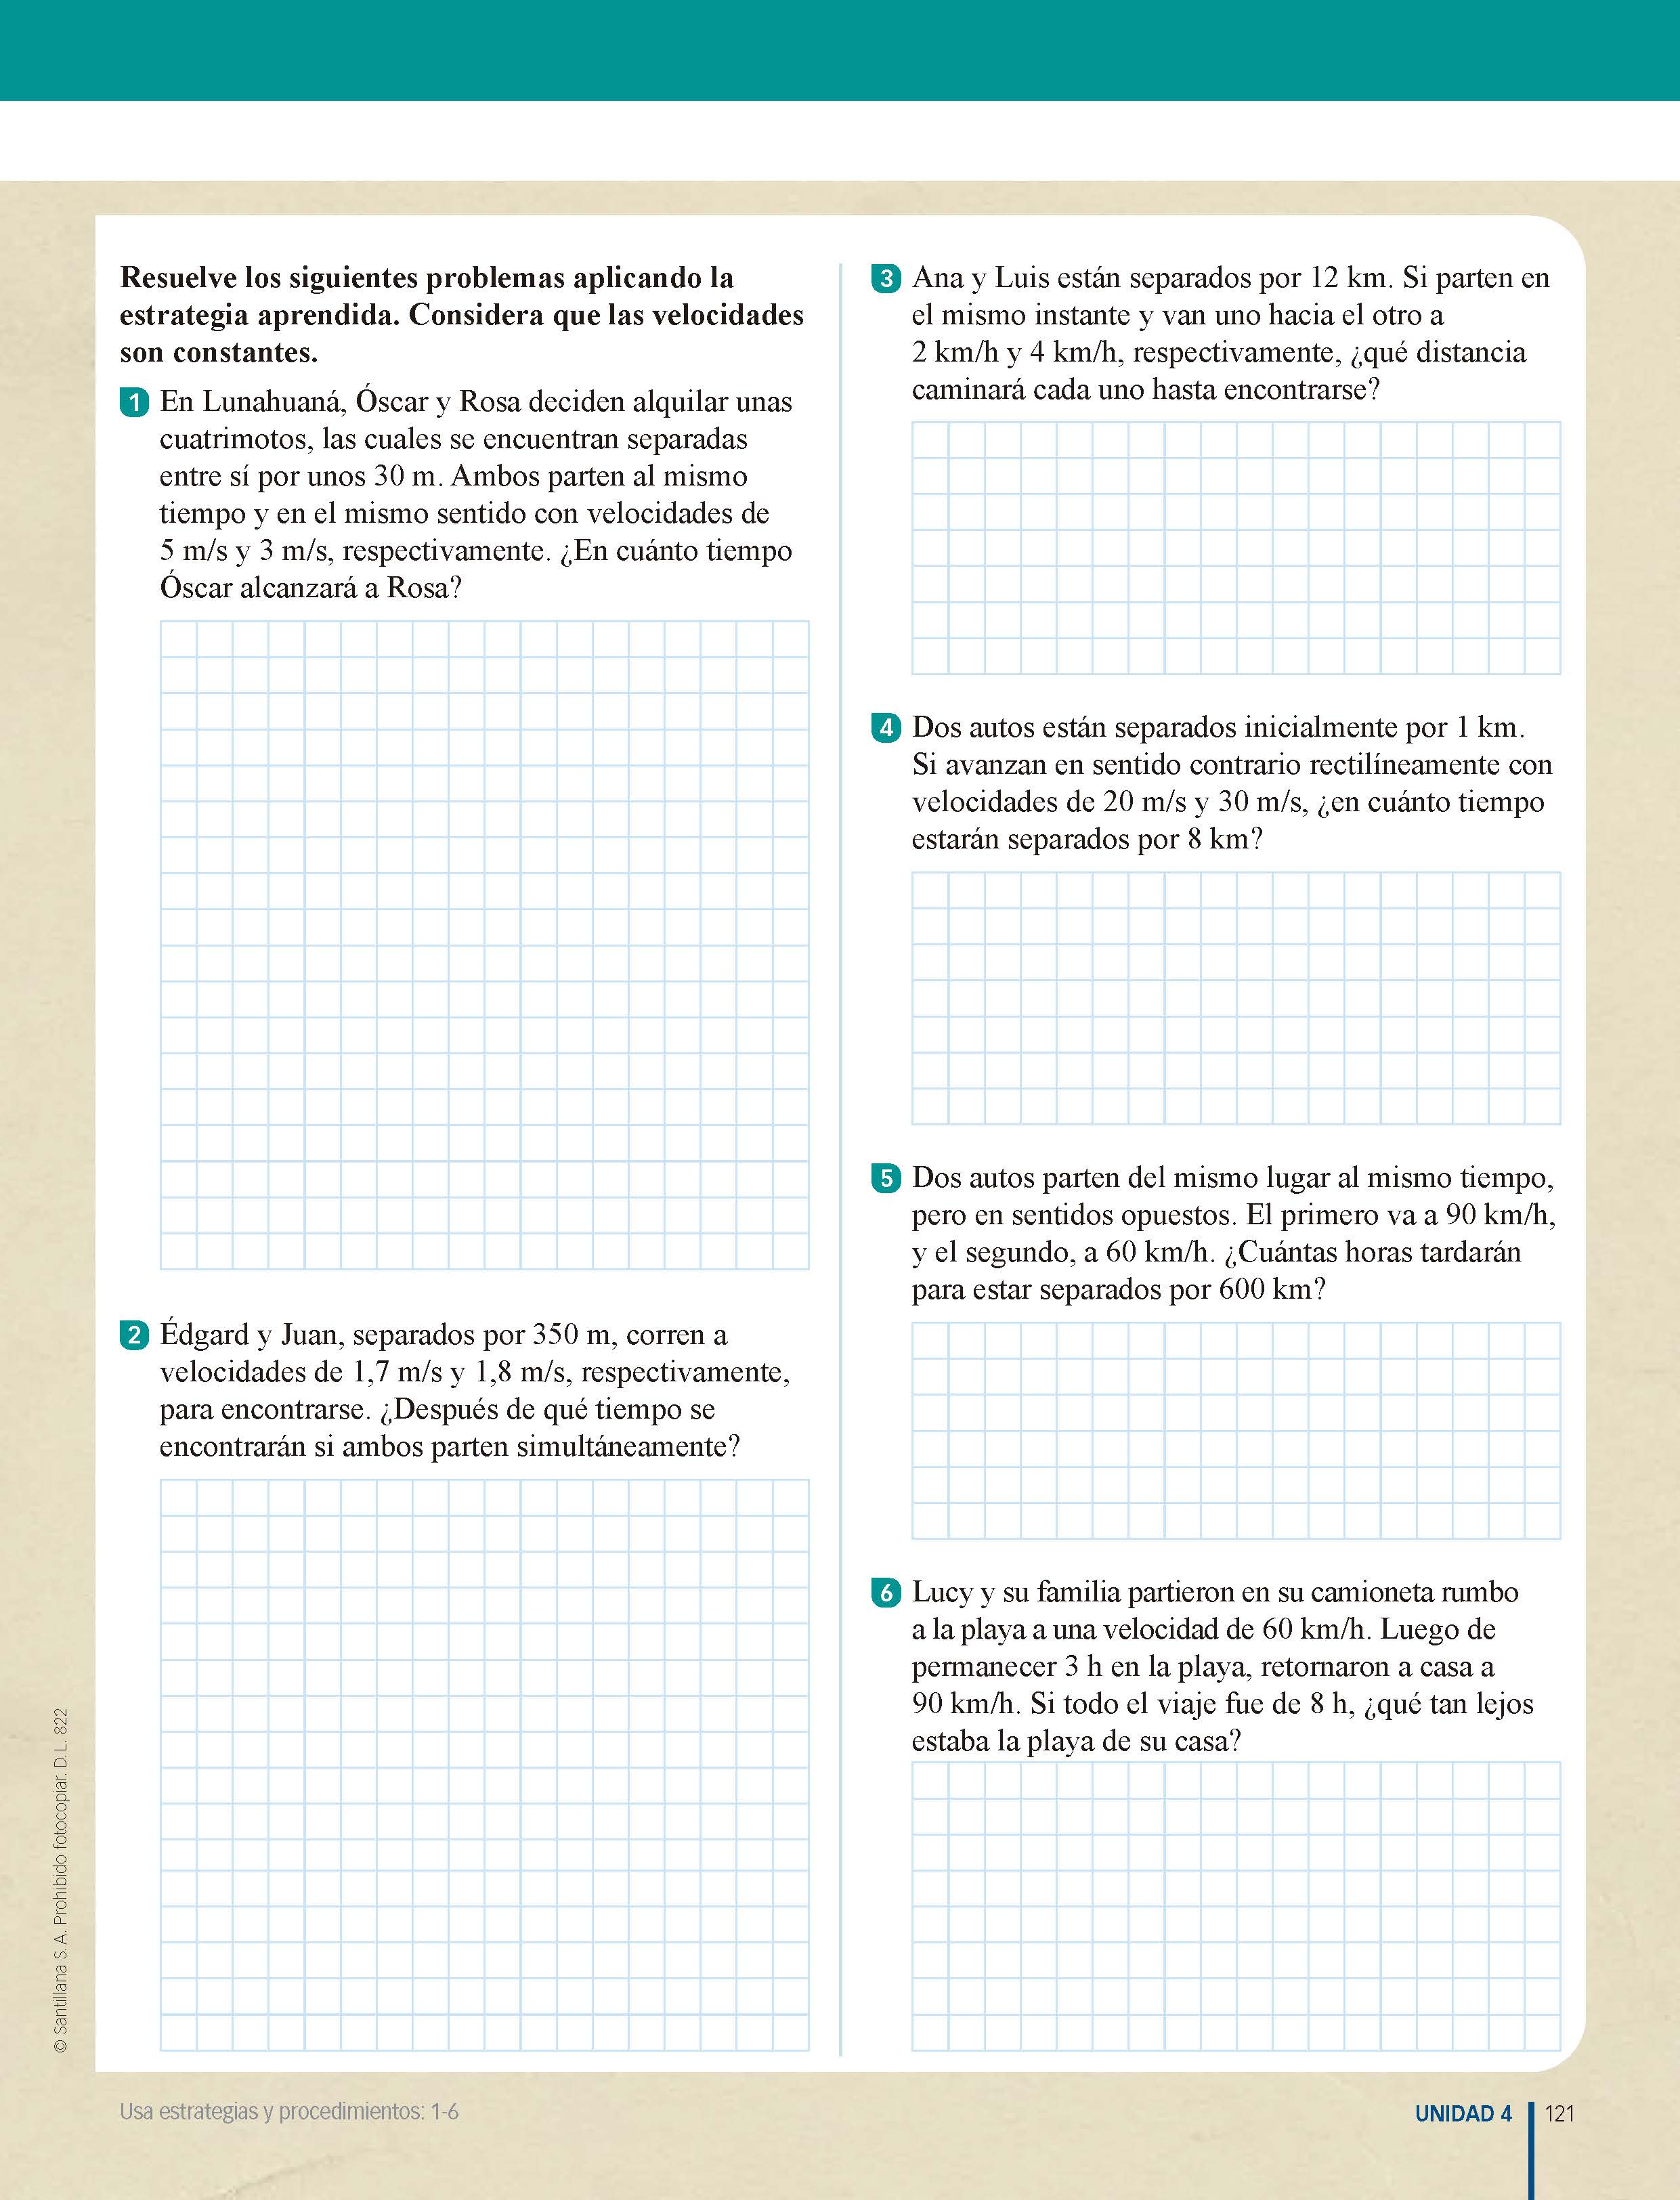 Resuelve los siguientes problemas aplicando la
estrategia aprendida. Considera que las velocidades
son constantes.
1 En Lunahuaná, Óscar y Rosa deciden alquilar unas
cuatrimotos, las cuales se encuentran separadas
entre sí por unos 30 m. Ambos parten al mismo
tiempo y en el mismo sentido con velocidades de
5 m/s y 3 m/s, respectivamente. ¿En cuánto tiempo
Óscar alcanzará a Rosa?
2 Édgard y Juan, separados por 350 m, corren a
velocidades de 1,7 m/s y 1,8 m/s, respectivamente,
para encontrarse. ¿Después de qué tiempo se
encontrarán si ambos parten simultáneamente?
3 Ana y Luis están separados por 12 km. Si parten en
el mismo instante y van uno hacia el otro a
2 km/h y 4 km/h, respectivamente, ¿qué distancia
caminará cada uno hasta encontrarse?
4 Dos autos están separados inicialmente por 1 km.
Si avanzan en sentido contrario rectilíneamente con
velocidades de 20 m/s y 30 m/s, ¿en cuánto tiempo
estarán separados por 8 km?
5 Dos autos parten del mismo lugar al mismo tiempo,
pero en sentidos opuestos. El primero va a 90 km/h,
y el segundo, a 60 km/h. ¿Cuántas horas tardarán
para estar separados por 600 km?
6 Lucy y su familia partieron en su camioneta rumbo
a la playa a una velocidad de 60 km/h. Luego de
permanecer 3 h en la playa, retornaron a casa a
90 km/h. Si todo el viaje fue de 8 h, ¿qué tan lejos
estaba la playa de su casa?
© Santillana S. A. Prohibido fotocopiar. D. L. 822
Usa estrategias y procedimientos: 1-6
UNIDAD 4 121